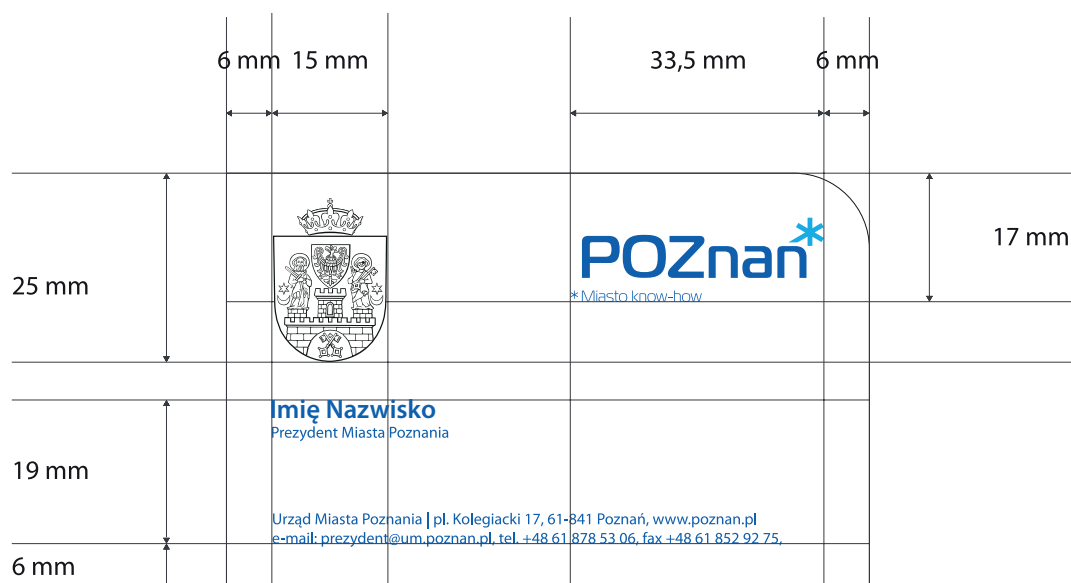 6 mm 15 mm 33,5 mm 6 mm
17 mm
25 mm
POZnan*
* Miasto know-how
Imię Nazwisko
Prezydent Miasta Poznania
19 mm
Urząd Miasta Poznania | pl. Kolegiacki 17, 61-841 Poznań, www.poznan.pl
e-mail: prezydent@um.poznan.pl, tel. +48 61 878 53 06, fax +48 61 852 92 75,
6 mm